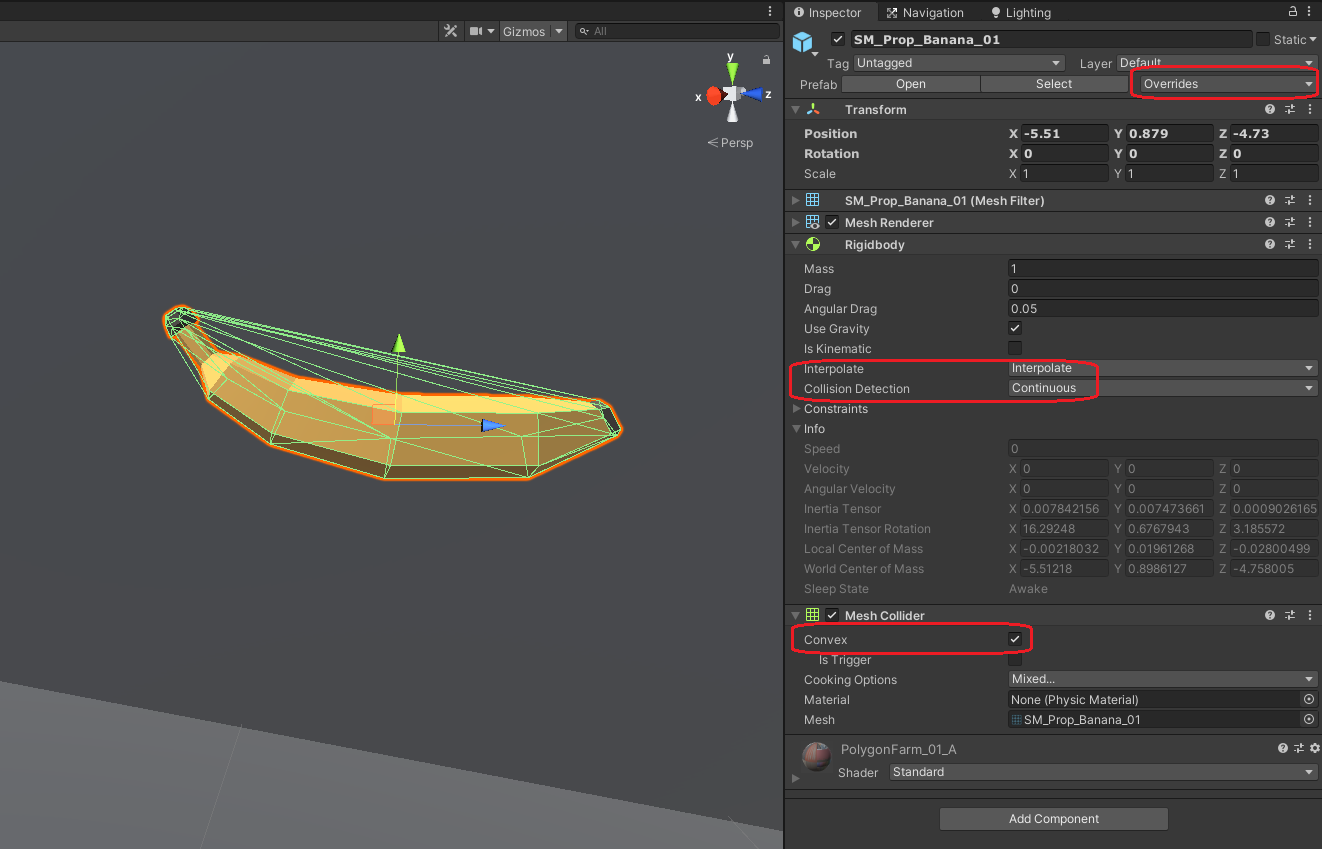 Gizmos All
y
x z
Persp
Inspector Navigation Lighting
SM_Prop_Banana_01 Static
Tag Untagged Layer Default
Prefab Open Select Overrides
Transform
Position X -5.51 Y 0.879 Z -4.73
Rotation X 0 Y 0 Z 0
Scale X 1 Y 1 Z 1
SM_Prop_Banana_01 (Mesh Filter)
Mesh Renderer
Rigidbody
Mass 1
Drag 0
Angular Drag 0.05
Use Gravity
Is Kinematic
Interpolate Interpolate
Collision Detection Continuous
Constraints
Info
Speed 0
Velocity X 0 Y 0 Z 0
Angular Velocity X 0 Y 0 Z 0
Inertia Tensor X 0.007842156 Y 0.007473661 Z 0.0009026165
Inertia Tensor Rotation X 16.29248 Y 0.6767943 Z 3.185572
Local Center of Mass X -0.00218032 Y 0.01961268 Z -0.02800499
World Center of Mass X -5.51218 Y 0.8986127 Z -4.758005
Sleep State Awake
Mesh Collider
Convex
Is Trigger
Cooking Options Mixed...
Material None (Physic Material)
Mesh SM_Prop_Banana_01
PolygonFarm_01_A
Shader Standard
Add Component